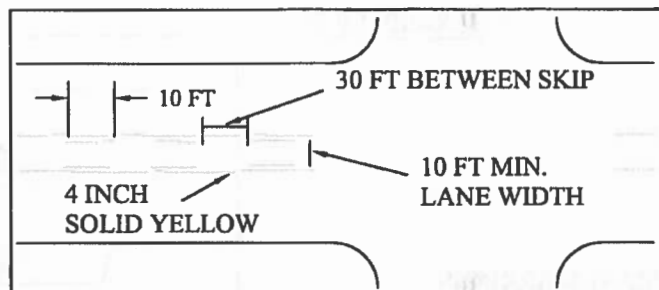 30 FT BETWEEN SKIP
10 FT
10 FT MIN.
LANE WIDTH
4 INCH
SOLID YELLOW